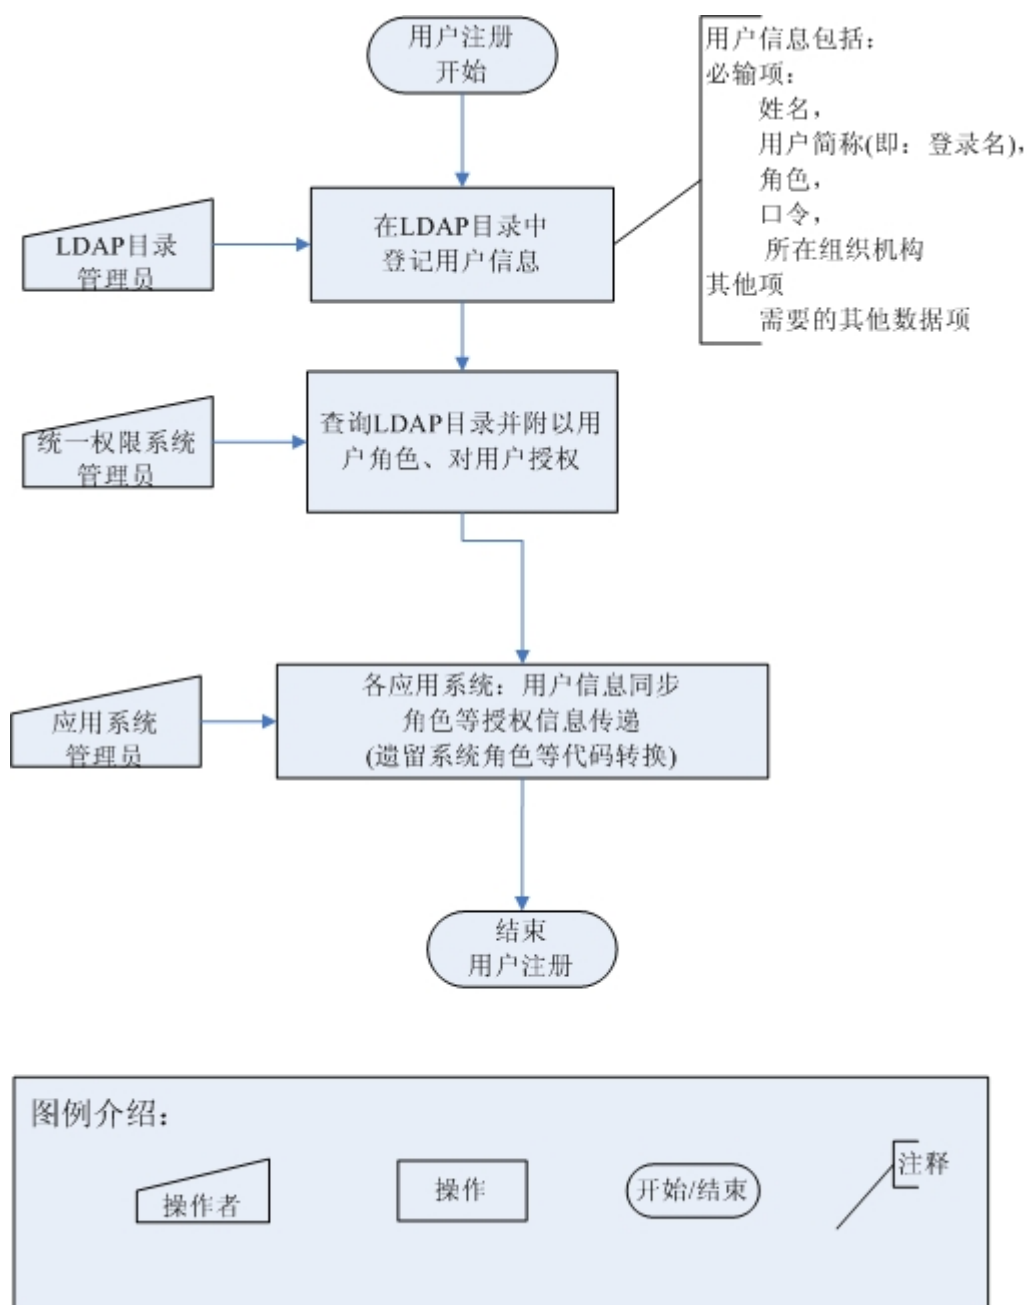 用户注册
开始
用户信息包括：
必输项：
姓名，
用户简称(即：登录名)，
角色，
口令，
所在组织机构
其他项
需要的其他数据项
LDAP目录
管理员
在LDAP目录中
登记用户信息
统一权限系统
管理员
查询LDAP目录并附以用
户角色、对用户授权
应用系统
管理员
各应用系统：用户信息同步
角色等授权信息传递
(遗留系统角色等代码转换)
结束
用户注册
图例介绍：
操作者
操作
开始/结束
注释